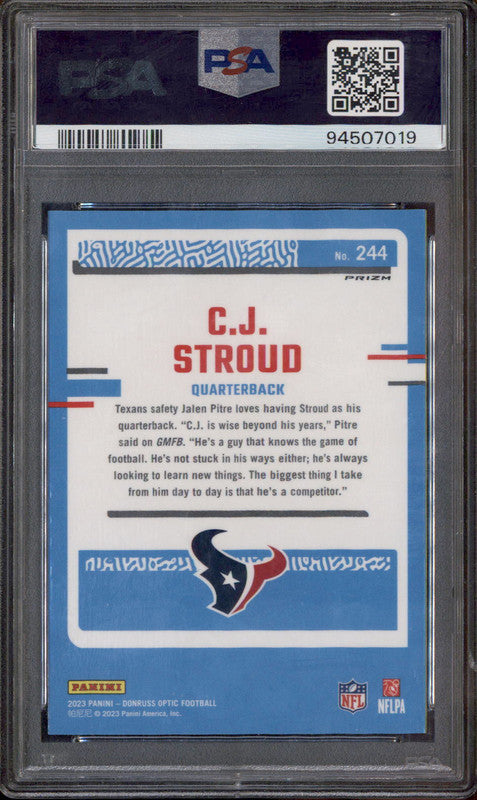 PSA
PSA
94507019
No. 244
PRIZM
C.J.
STROUD
QUARTERBACK
Texans safety Jalen Pitre loves having Stroud as his
quarterback. “C.J. is wise beyond his years,” Pitre
said on GMFB. “He’s a guy that knows the game of
football. He’s not stuck in his ways either; he’s always
looking to learn new things. The biggest thing I take
from him day to day is that he’s a competitor.”
PANINI
2023 PANINI – DONRUSS OPTIC FOOTBALL
帕尼尼 © 2023 Panini America, Inc.
NFL
NFLPA